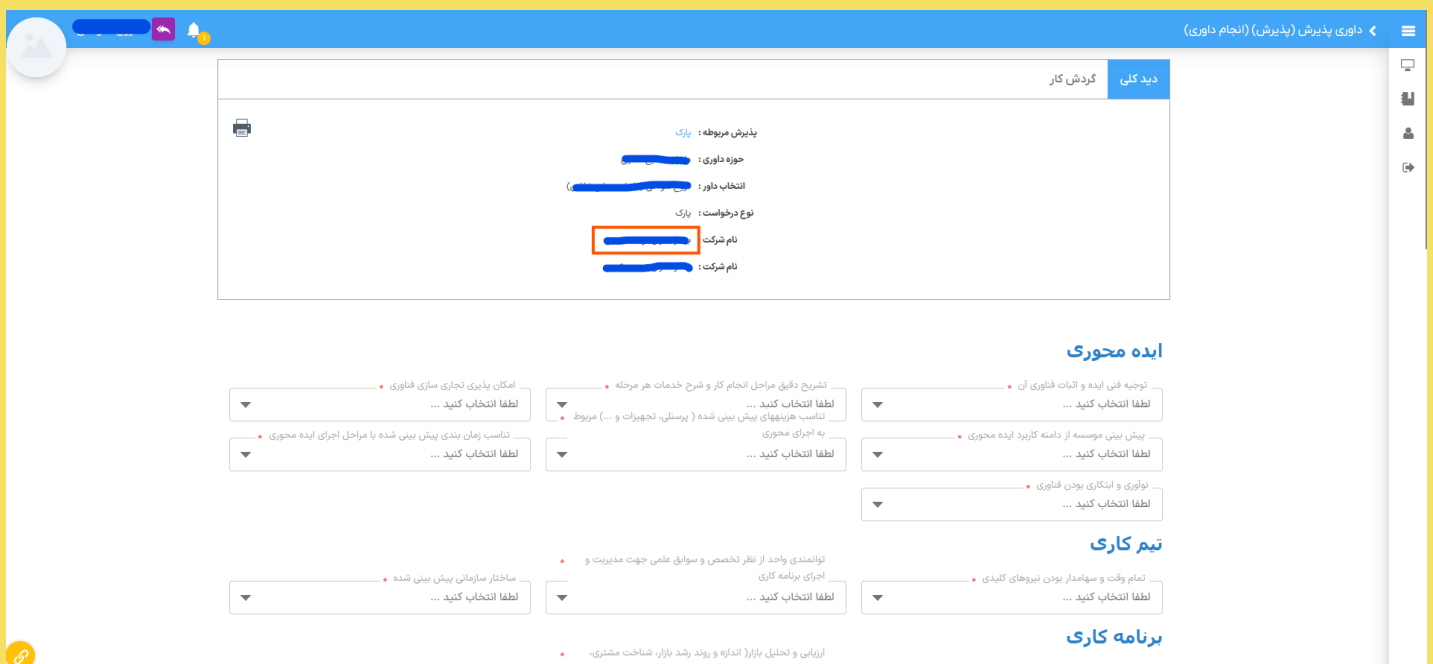 داوری پذیرش (پذیرش) (انجام داوری)
۱
دید کلی
گردش کار
پذیرش مربوطه : پارک
حوزه داوری :
انتخاب داور :
نوع درخواست : پارک
نام شرکت
نام شرکت :
ایده محوری
توجیه فنی ایده و اثبات فناوری آن *
لطفا انتخاب کنید ...
تشریح دقیق مراحل انجام کار و شرح خدمات هر مرحله *
لطفا انتخاب کنید ...
امکان پذیری تجاری سازی فناوری *
لطفا انتخاب کنید ...
پیش بینی موسسه از دامنه کاربرد ایده محوری *
لطفا انتخاب کنید ...
تناسب هزینههای پیش بینی شده ( پرسنلی، تجهیزات و ...) مربوط *
به اجرای محوری
لطفا انتخاب کنید ...
تناسب زمان بندی پیش بینی شده با مراحل اجرای ایده محوری *
لطفا انتخاب کنید ...
نوآوری و ابتکاری بودن فناوری *
لطفا انتخاب کنید ...
تیم کاری
تمام وقت و سهامدار بودن نیروهای کلیدی *
لطفا انتخاب کنید ...
توانمندی واحد از نظر تخصص و سوابق علمی جهت مدیریت و *
اجرای برنامه کاری
لطفا انتخاب کنید ...
ساختار سازمانی پیش بینی شده *
لطفا انتخاب کنید ...
برنامه کاری
ارزیابی و تحلیل بازار( اندازه و روند رشد بازار، شناخت مشتری، *